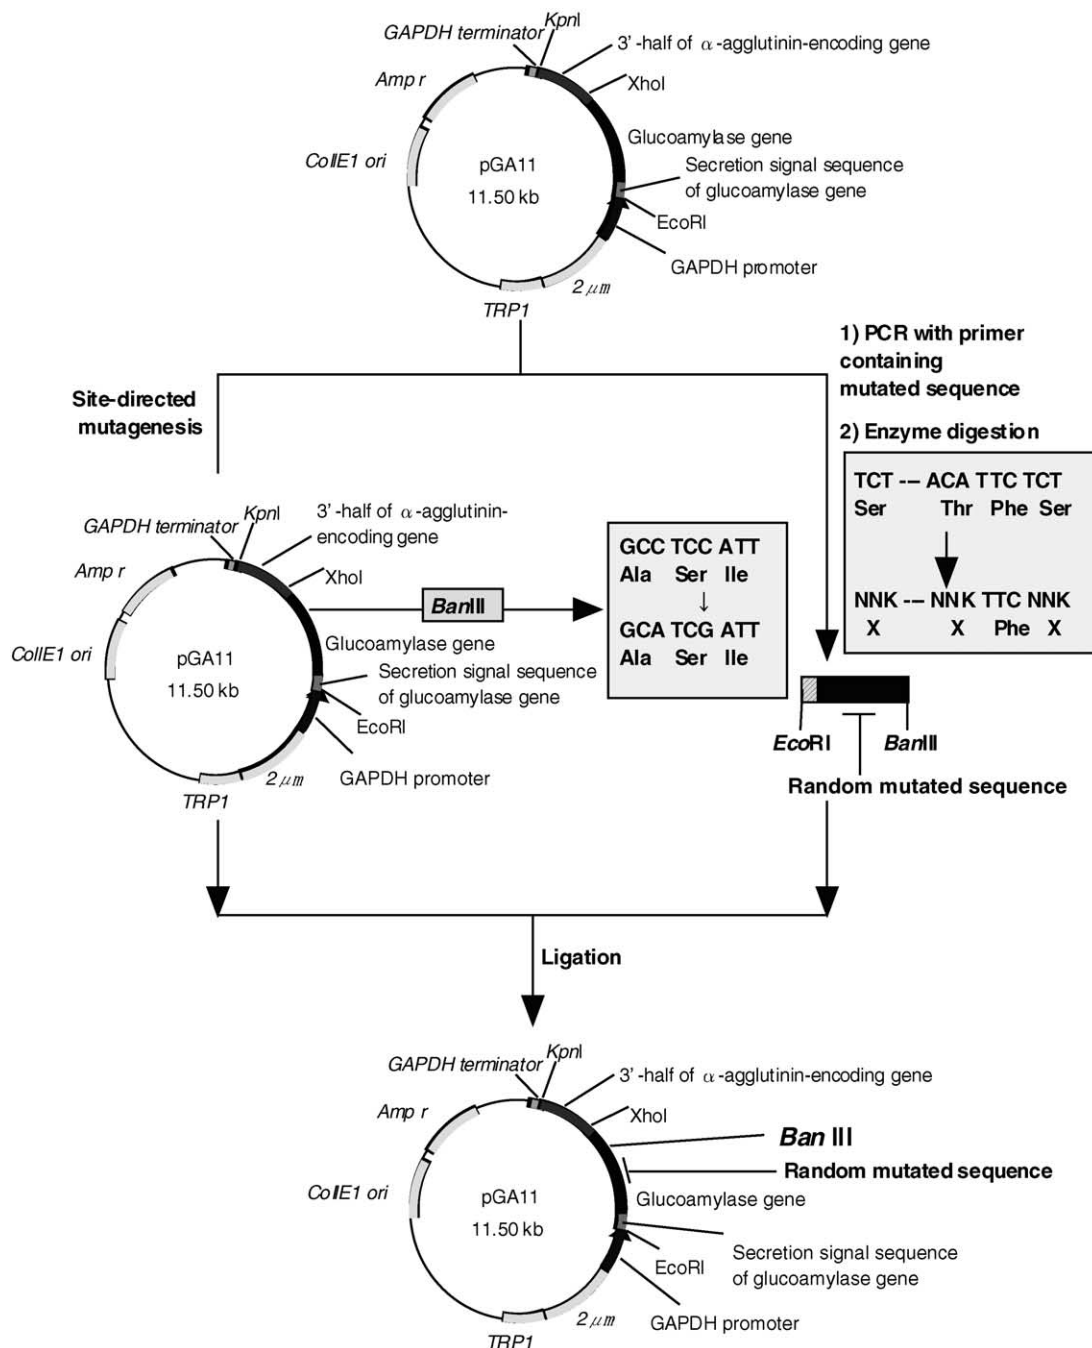 KpnI
GAPDH terminator
3'-half of α-agglutinin-encoding gene
Amp r
XhoI
Glucoamylase gene
CollE1 ori
pGA11
Secretion signal sequence
of glucoamylase gene
11.50 kb
EcoRI
GAPDH promoter
2 μm
TRP1
1) PCR with primer
containing
mutated sequence
Site-directed
mutagenesis
2) Enzyme digestion
TCT --- ACA TTC TCT
Ser Thr Phe Ser
NNK --- NNK TTC NNK
X X Phe X
KpnI
3'-half of α-agglutinin-
encoding gene
GAPDH terminator
Amp r
XhoI
BanIII
GCC TCC ATT
Ala Ser Ile
↓
GCA TCG ATT
Ala Ser Ile
Glucoamylase gene
CollE1 ori
pGA11
Secretion signal sequence
of glucoamylase gene
11.50 kb
EcoRI
GAPDH promoter
2 μm
TRP1
EcoRI BanIII
Random mutated sequence
Ligation
KpnI
GAPDH terminator
3'-half of α-agglutinin-encoding gene
Amp r
XhoI
Ban III
Random mutated sequence
CollE1 ori
pGA11
Glucoamylase gene
11.50 kb
Secretion signal sequence
of glucoamylase gene
EcoRI
GAPDH promoter
2 μm
TRP1